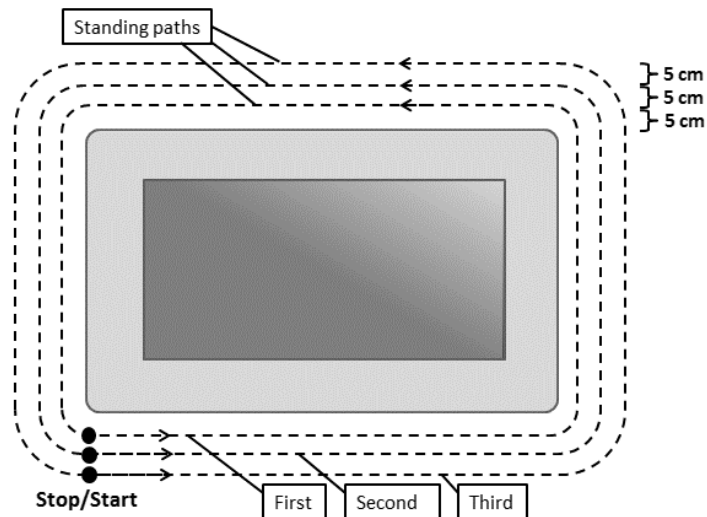 Standing paths
5 cm
5 cm
5 cm
Stop/Start
First
Second
Third